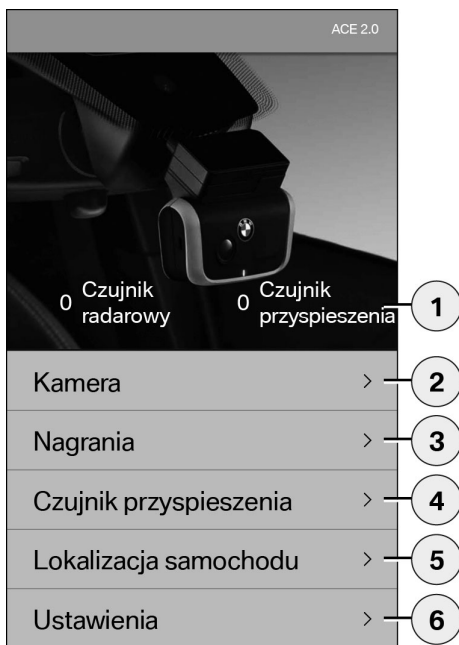 ACE 2.0
0 Czujnik radarowy
0 Czujnik przyspieszenia
1
Kamera
2
Nagrania
3
Czujnik przyspieszenia
4
Lokalizacja samochodu
5
Ustawienia
6